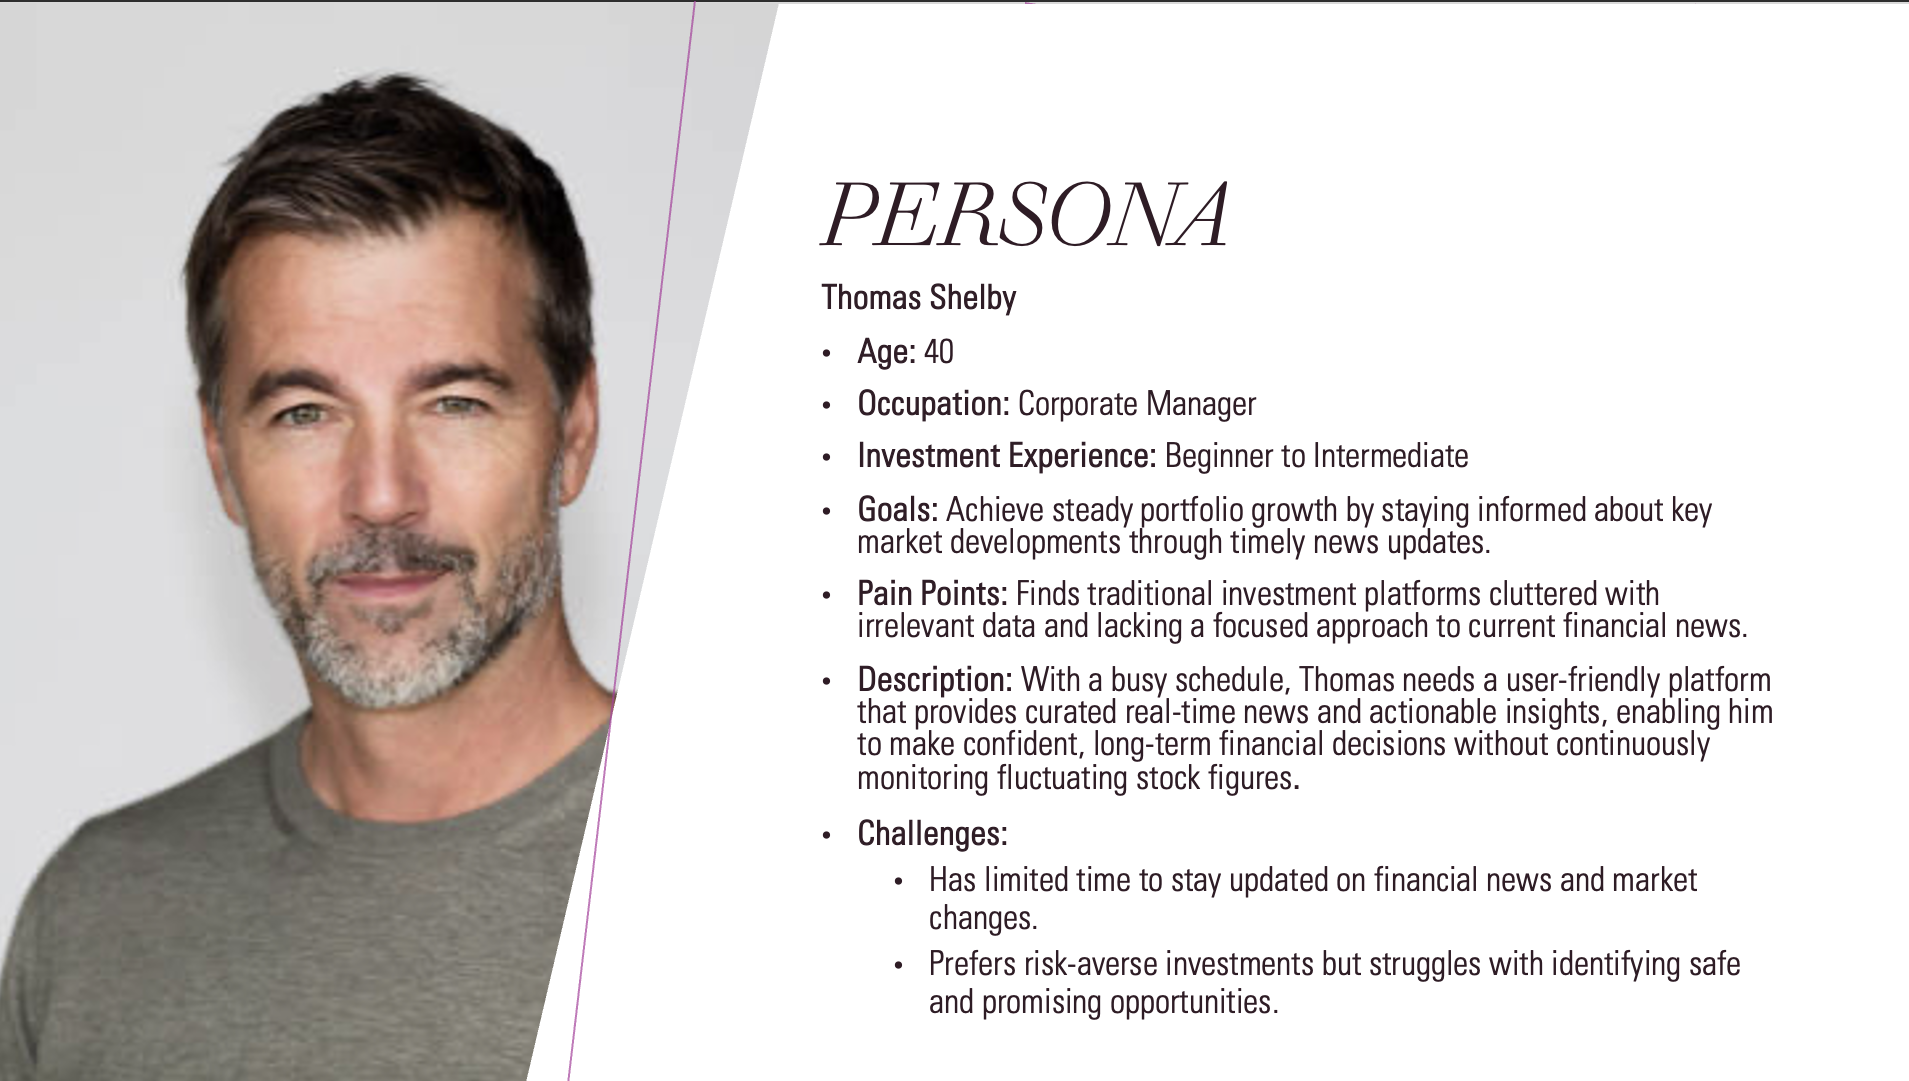 PERSONA
Thomas Shelby
• Age: 40
• Occupation: Corporate Manager
• Investment Experience: Beginner to Intermediate
• Goals: Achieve steady portfolio growth by staying informed about key
market developments through timely news updates.
• Pain Points: Finds traditional investment platforms cluttered with
irrelevant data and lacking a focused approach to current financial news.
• Description: With a busy schedule, Thomas needs a user-friendly platform
that provides curated real-time news and actionable insights, enabling him
to make confident, long-term financial decisions without continuously
monitoring fluctuating stock figures.
• Challenges:
• Has limited time to stay updated on financial news and market
changes.
• Prefers risk-averse investments but struggles with identifying safe
and promising opportunities.